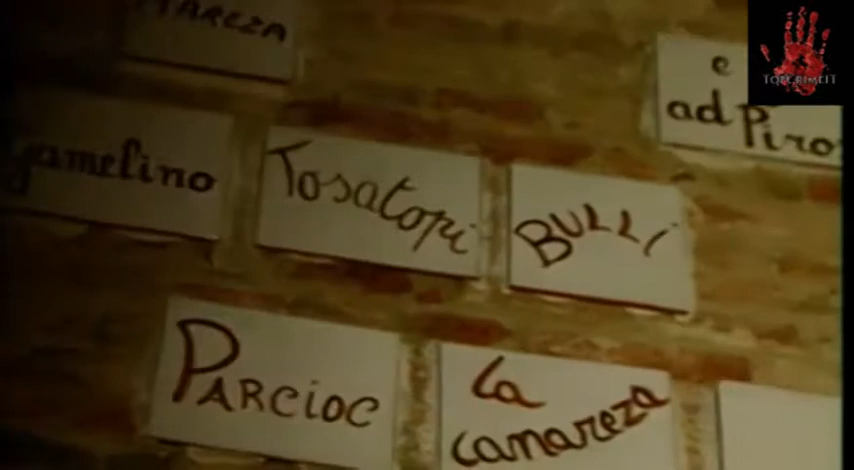 gamelino
Tosatopi
BULLi
e
ad Piro
PARCioC
La
canareza